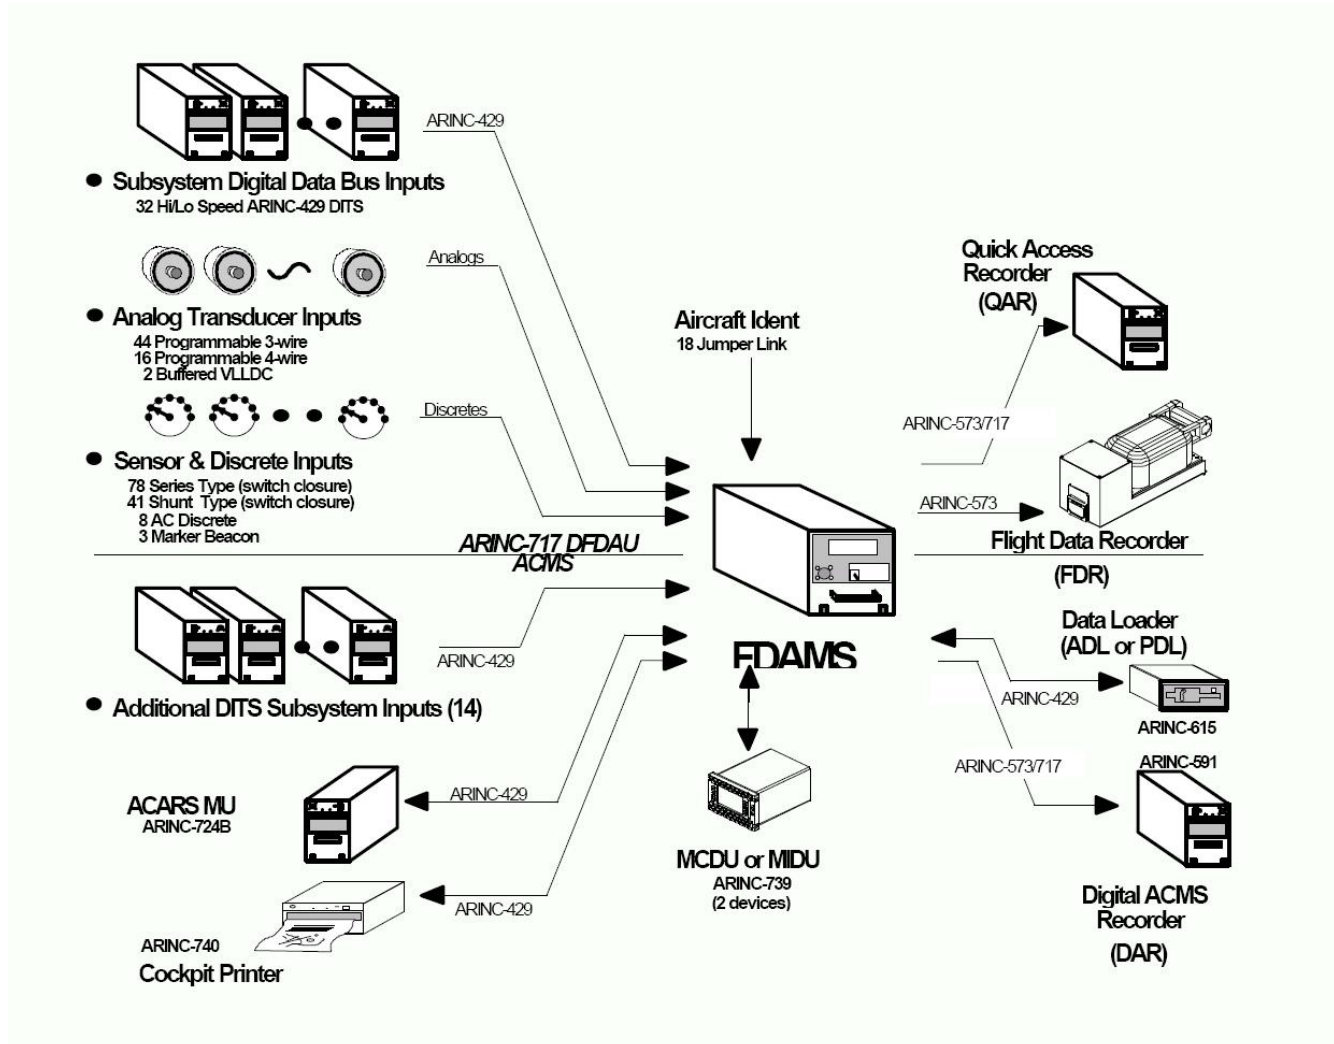 ARINC-429
Subsystem Digital Data Bus Inputs
32 Hi/Lo Speed ARINC-429 DITS
Analogs
Analog Transducer Inputs
44 Programmable 3-wire
16 Programmable 4-wire
2 Buffered VLLDC
Discretes
Sensor & Discrete Inputs
78 Series Type (switch closure)
41 Shunt Type (switch closure)
8 AC Discrete
3 Marker Beacon
ARINC-717 DFDAU
ACMS
ARINC-429
Additional DITS Subsystem Inputs (14)
ACARS MU
ARINC-724B
ARINC-429
ARINC-429
ARINC-740
Cockpit Printer
Aircraft Ident
18 Jumper Link
FDAMS
MCDU or MIDU
ARINC-739
(2 devices)
Quick Access
Recorder
(QAR)
ARINC-573/717
ARINC-573
Flight Data Recorder
(FDR)
Data Loader
(ADL or PDL)
ARINC-429
ARINC-615
ARINC-573/717
ARINC-591
Digital ACMS
Recorder
(DAR)